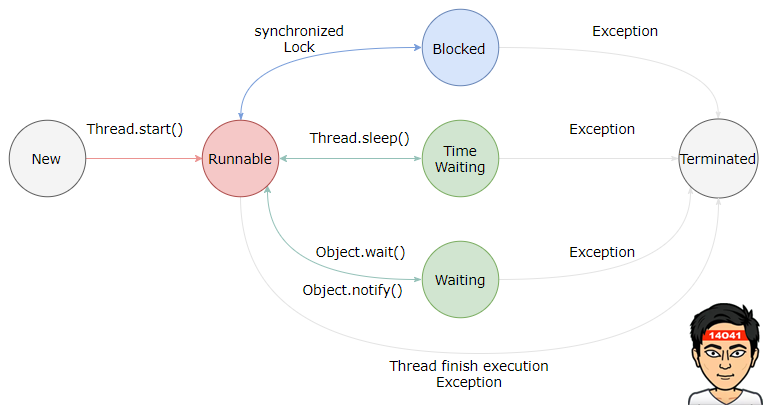 synchronized
Lock
Blocked
Exception
Thread.start()
New
Runnable
Thread.sleep()
Time
Waiting
Exception
Terminated
Object.wait()
Object.notify()
Waiting
Exception
14041
Thread finish execution
Exception